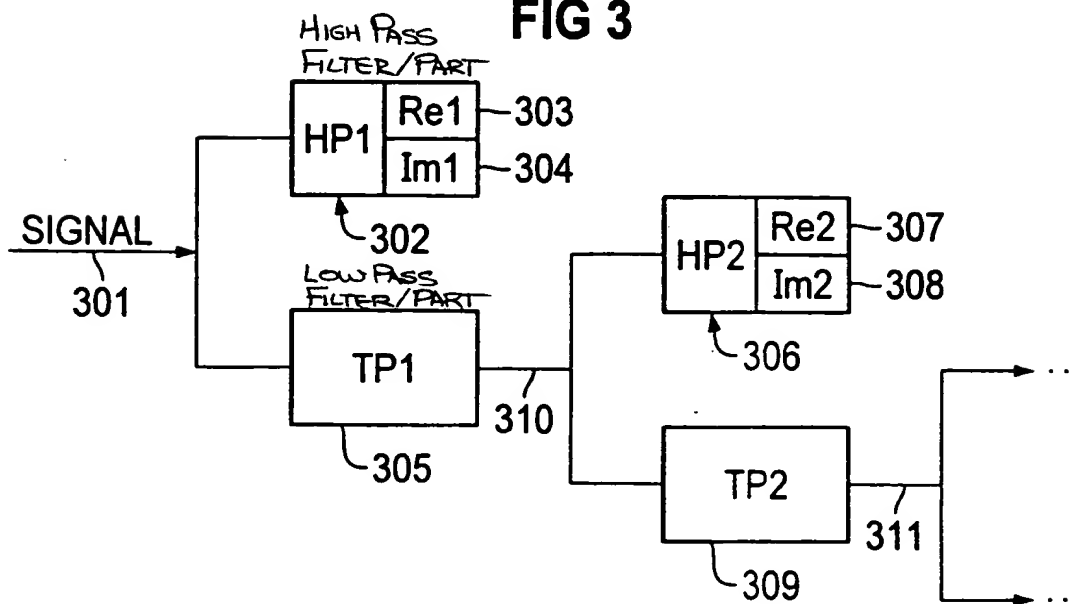 FIG 3
HIGH PASS
FILTER/PART
HP1
Re1
303
Im1
304
302
SIGNAL
301
LOW PASS
FILTER/PART
TP1
305
310
HP2
Re2
307
Im2
308
306
TP2
309
311
..
..